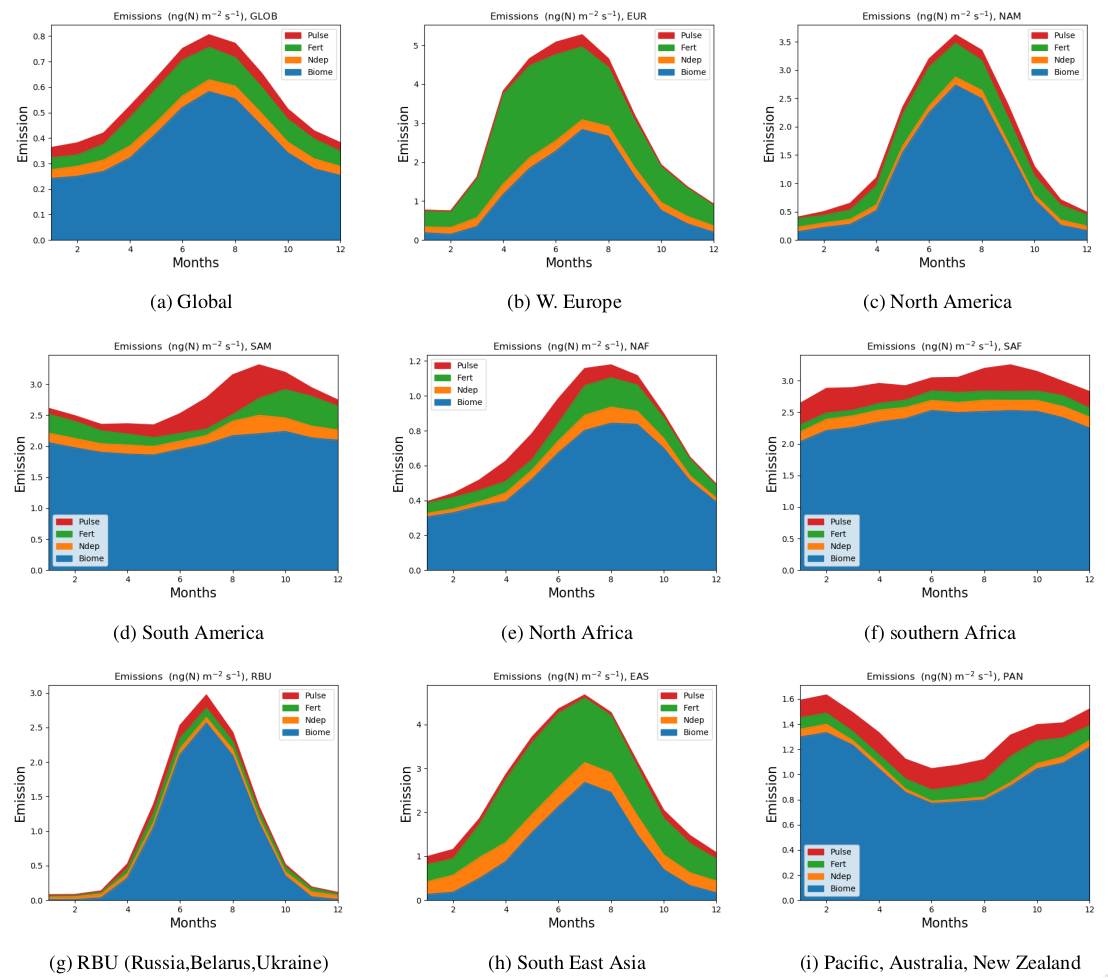 Emissions (ng(N) m⁻² s⁻¹), GLOB
Emission
0.8
0.7
0.6
0.5
0.4
0.3
0.2
0.1
0.0
2 4 6 8 10 12
Months
Pulse
Fert
Ndep
Biome
(a) Global
Emissions (ng(N) m⁻² s⁻¹), EUR
Emission
5
4
3
2
1
0
2 4 6 8 10 12
Months
Pulse
Fert
Ndep
Biome
(b) W. Europe
Emissions (ng(N) m⁻² s⁻¹), NAM
Emission
3.5
3.0
2.5
2.0
1.5
1.0
0.5
0.0
2 4 6 8 10 12
Months
Pulse
Fert
Ndep
Biome
(c) North America
Emissions (ng(N) m⁻² s⁻¹), SAM
Emission
3.0
2.5
2.0
1.5
1.0
0.5
0.0
Pulse
Fert
Ndep
Biome
2 4 6 8 10 12
Months
(d) South America
Emissions (ng(N) m⁻² s⁻¹), NAF
Emission
1.2
1.0
0.8
0.6
0.4
0.2
0.0
Pulse
Fert
Ndep
Biome
2 4 6 8 10 12
Months
(e) North Africa
Emissions (ng(N) m⁻² s⁻¹), SAF
Emission
3.0
2.5
2.0
1.5
1.0
0.5
0.0
Pulse
Fert
Ndep
Biome
2 4 6 8 10 12
Months
(f) southern Africa
Emissions (ng(N) m⁻² s⁻¹), RBU
Emission
3.0
2.5
2.0
1.5
1.0
0.5
0.0
Pulse
Fert
Ndep
Biome
2 4 6 8 10 12
Months
(g) RBU (Russia,Belarus,Ukraine)
Emissions (ng(N) m⁻² s⁻¹), EAS
Emission
4
3
2
1
0
Pulse
Fert
Ndep
Biome
2 4 6 8 10 12
Months
(h) South East Asia
Emissions (ng(N) m⁻² s⁻¹), PAN
Emission
1.6
1.4
1.2
1.0
0.8
0.6
0.4
0.2
0.0
Pulse
Fert
Ndep
Biome
2 4 6 8 10 12
Months
(i) Pacific, Australia, New Zealand